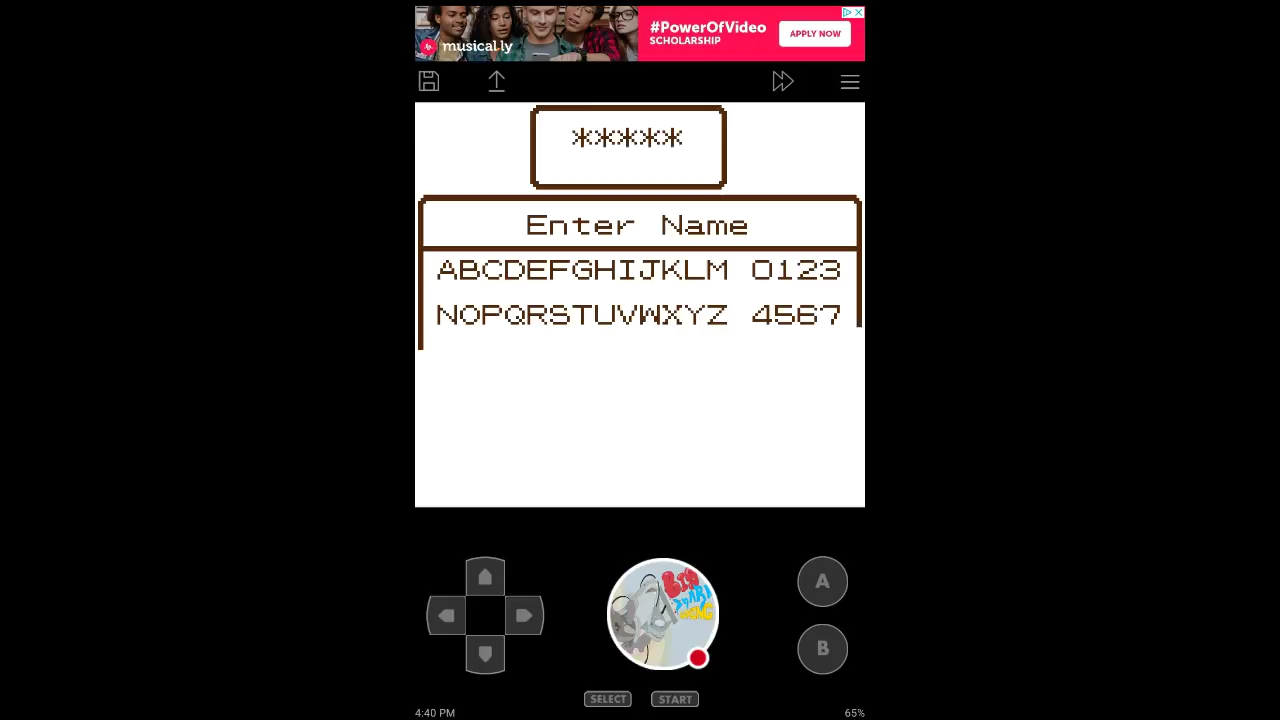 musical.ly
#PowerOfVideo
SCHOLARSHIP
APPLY NOW
*****
Enter Name
ABCDEFGHIJKLM 0123
NOPQRSTUVWXYZ 4567
A
B
SELECT
START
4:40 PM
65%